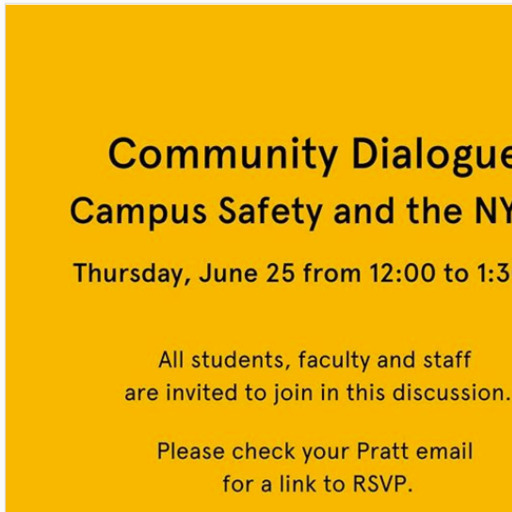 Community Dialogue
Campus Safety and the NY
Thursday, June 25 from 12:00 to 1:3
All students, faculty and staff
are invited to join in this discussion.
Please check your Pratt email
for a link to RSVP.